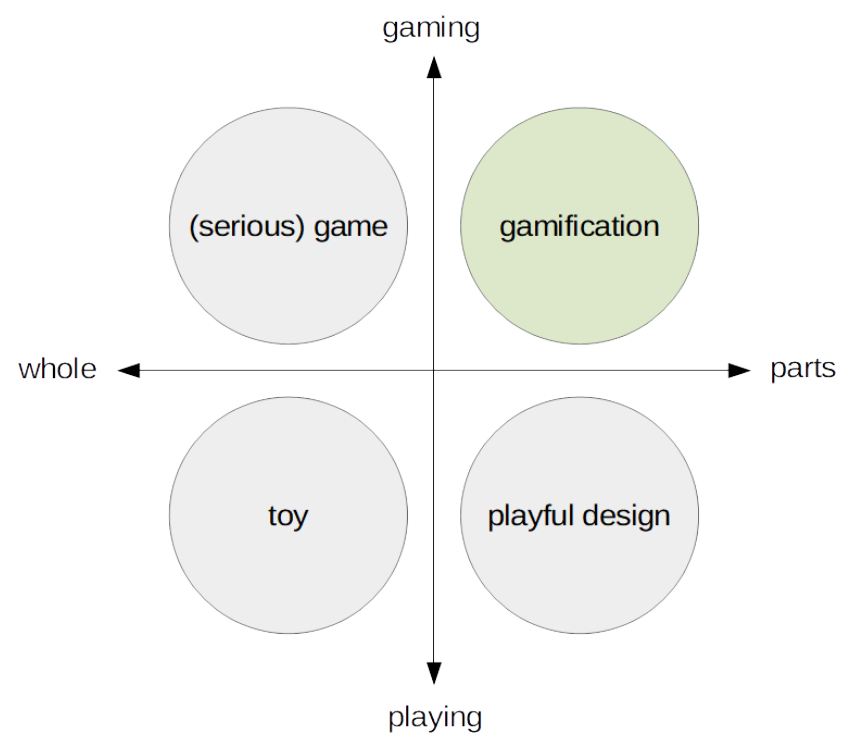 gaming
(serious) game
gamification
whole
parts
toy
playful design
playing